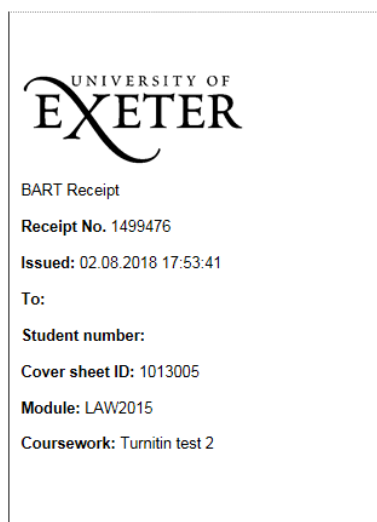 UNIVERSITY OF
EXETER
BART Receipt
Receipt No. 1499476
Issued: 02.08.2018 17:53:41
To:
Student number:
Cover sheet ID: 1013005
Module: LAW2015
Coursework: Turnitin test 2